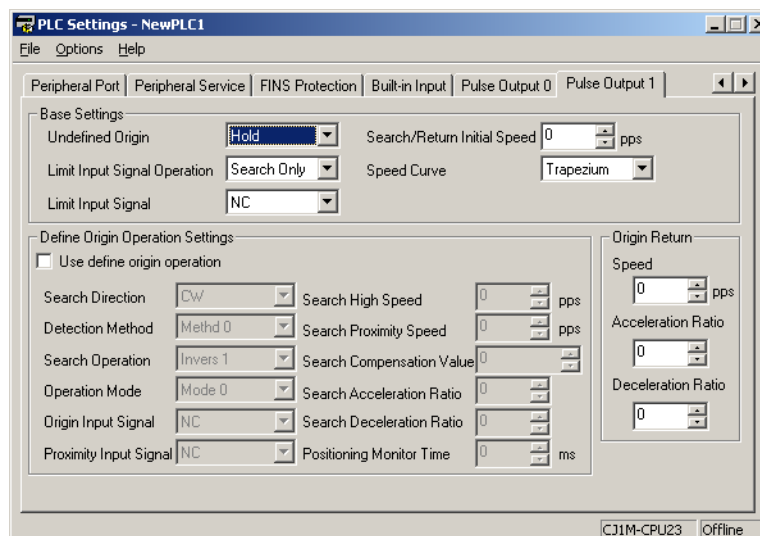 PLC Settings - NewPLC1
File Options Help
Peripheral Port Peripheral Service FINS Protection Built-in Input Pulse Output 0 Pulse Output 1
Base Settings
Undefined Origin Hold Search/Return Initial Speed 0 pps
Limit Input Signal Operation Search Only Speed Curve Trapezium
Limit Input Signal NC
Define Origin Operation Settings Origin Return
Use define origin operation Speed
Search Direction CW Search High Speed 0 pps 0 pps
Detection Method Methd 0 Search Proximity Speed 0 pps Acceleration Ratio
Search Operation Invers 1 Search Compensation Value 0 0
Operation Mode Mode 0 Search Acceleration Ratio 0 Deceleration Ratio
Origin Input Signal NC Search Deceleration Ratio 0 0
Proximity Input Signal NC Positioning Monitor Time 0 ms
CJ1M-CPU23 Offline